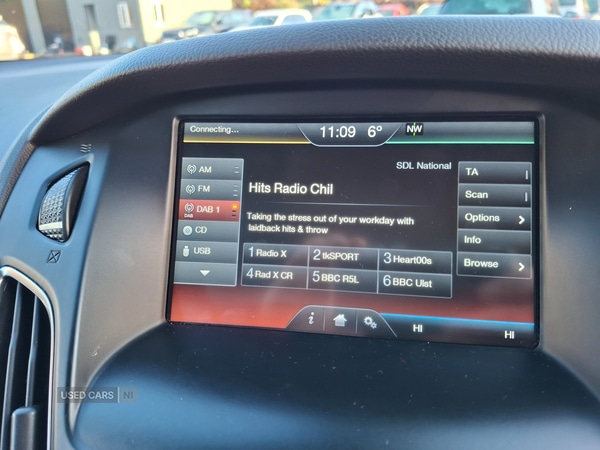 Connecting...
11:09 6°
NW
SDL National
AM
FM
DAB 1
DAB
CD
USB
Hits Radio Chil
Taking the stress out of your workday with
laidback hits & throw
1 Radio X
2 tkSPORT
3 Heart00s
4 Rad X CR
5 BBC R5L
6 BBC Ulst
TA
Scan
Options
Info
Browse
i
HI
HI
USED CARS NI